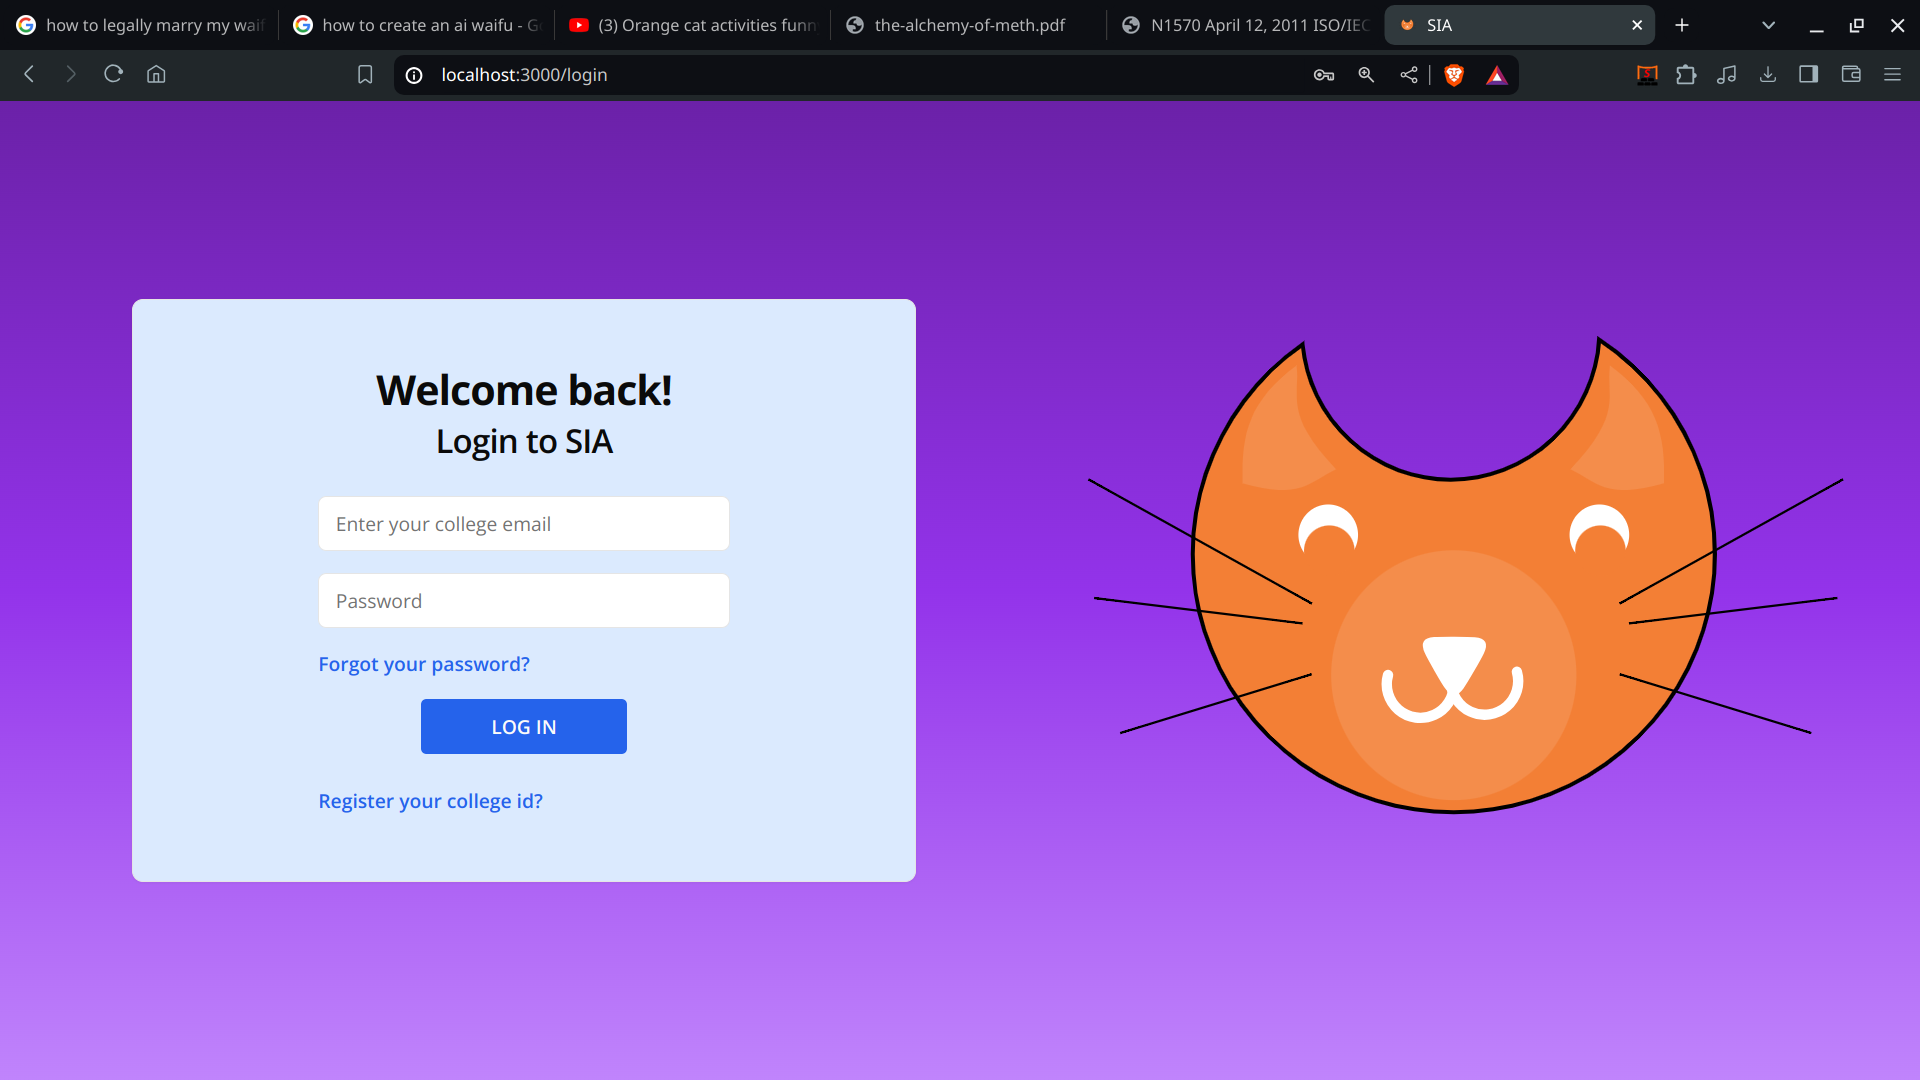 how to legally marry my waif
how to create an ai waifu - G
(3) Orange cat activities funn
the-alchemy-of-meth.pdf
N1570 April 12, 2011 ISO/IEC
SIA
localhost:3000/login
Welcome back!
Login to SIA
Enter your college email
Password
Forgot your password?
LOG IN
Register your college id?